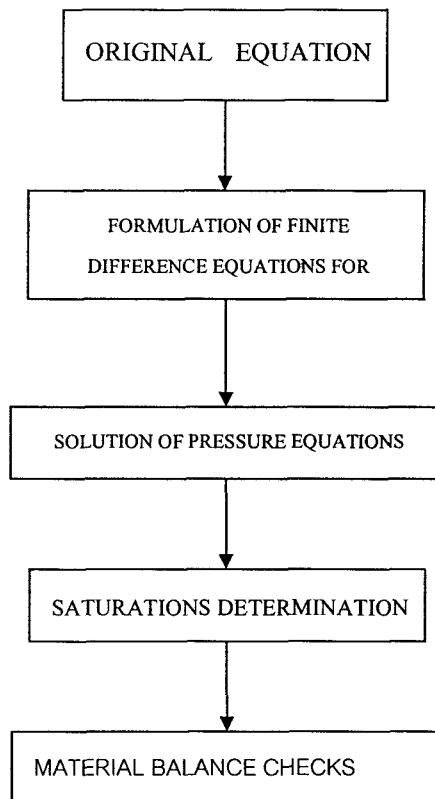 ORIGINAL EQUATION
FORMULATION OF FINITE
DIFFERENCE EQUATIONS FOR
SOLUTION OF PRESSURE EQUATIONS
SATURATIONS DETERMINATION
MATERIAL BALANCE CHECKS